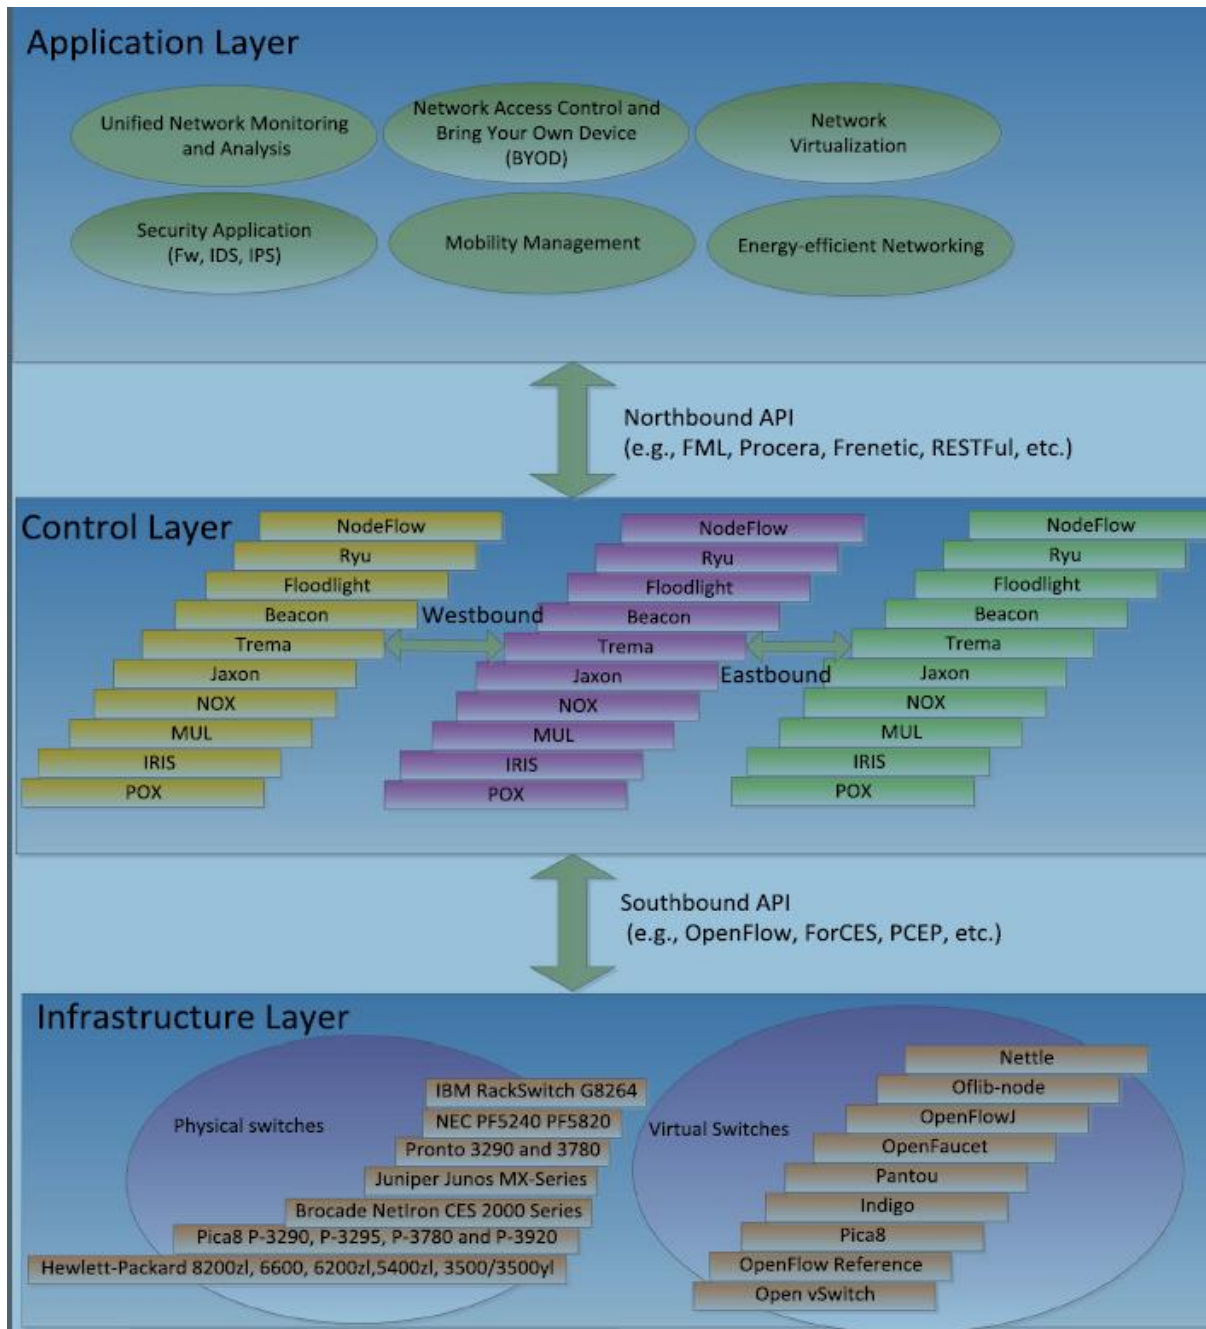 Application Layer
Unified Network Monitoring
and Analysis
Network Access Control and
Bring Your Own Device
(BYOD)
Network
Virtualization
Security Application
(Fw, IDS, IPS)
Mobility Management
Energy-efficient Networking
Northbound API
(e.g., FML, Procera, Frenetic, RESTFul, etc.)
Control Layer
NodeFlow
Ryu
Floodlight
Beacon
Trema
Jaxon
NOX
MUL
IRIS
POX
Westbound
NodeFlow
Ryu
Floodlight
Beacon
Trema
Jaxon
NOX
MUL
IRIS
POX
Eastbound
NodeFlow
Ryu
Floodlight
Beacon
Trema
Jaxon
NOX
MUL
IRIS
POX
Southbound API
(e.g., OpenFlow, ForCES, PCEP, etc.)
Infrastructure Layer
Physical switches
IBM RackSwitch G8264
NEC PF5240 PF5820
Pronto 3290 and 3780
Juniper Junos MX-Series
Brocade NetIron CES 2000 Series
Pica8 P-3290, P-3295, P-3780 and P-3920
Hewlett-Packard 8200zl, 6600, 6200zl,5400zl, 3500/3500yl
Virtual Switches
Nettle
Oflib-node
OpenFlowJ
OpenFaucet
Pantou
Indigo
Pica8
OpenFlow Reference
Open vSwitch